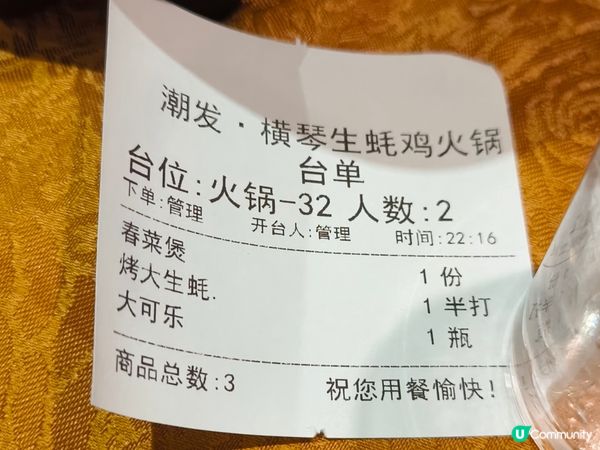 潮发·横琴生蚝鸡火锅
台单
台位:火锅-32 人数:2
下单:管理 开台人:管理 时间:22:16
春菜煲 1 份
烤大生蚝. 1 半打
大可乐 1 瓶
商品总数:3 祝您用餐愉快!
U Community